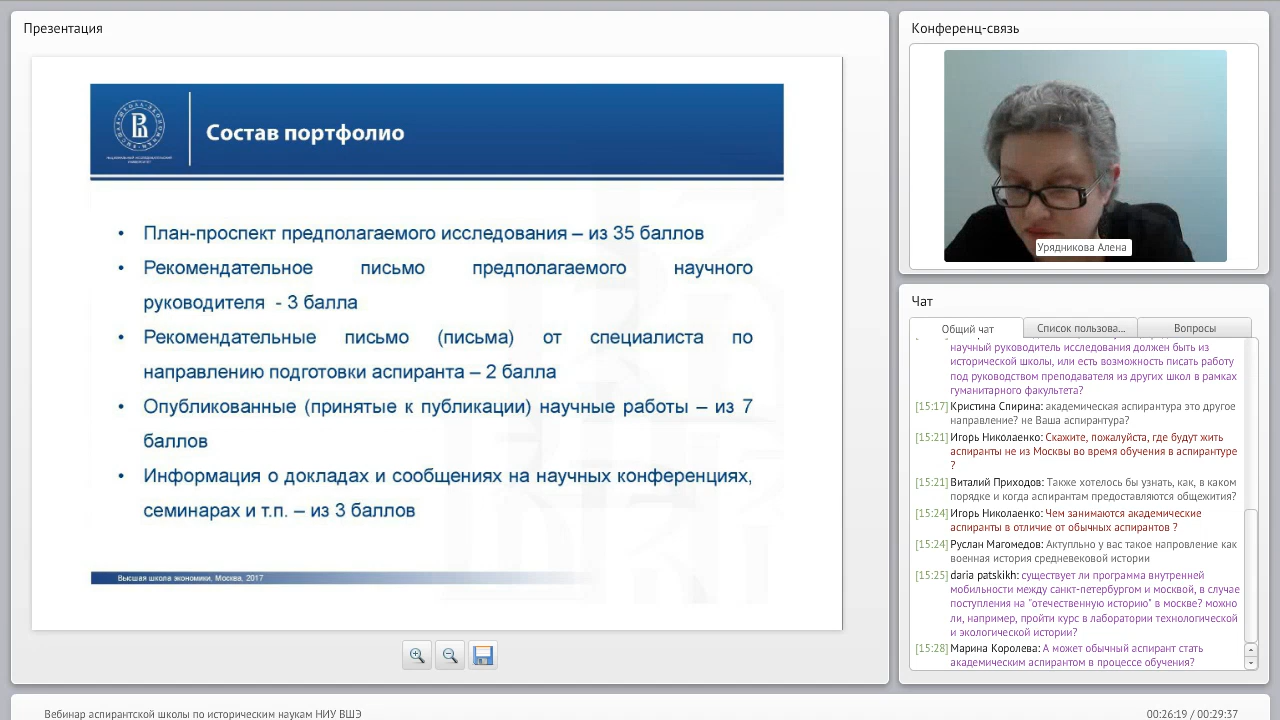 Презентация
Состав портфолио
• План-проспект предполагаемого исследования – из 35 баллов
• Рекомендательное письмо предполагаемого научного
руководителя - 3 балла
• Рекомендательные письмо (письма) от специалиста по
направлению подготовки аспиранта – 2 балла
• Опубликованные (принятые к публикации) научные работы – из 7
баллов
• Информация о докладах и сообщениях на научных конференциях,
семинарах и т.п. – из 3 баллов
Высшая школа экономики, Москва, 2017
Конференц-связь
Урядникова Алена
Чат
Общий чат
Список пользова...
Вопросы
научный руководитель исследования должен быть из
исторической школы, или есть возможность писать работу
под руководством преподавателя из других школ в рамках
гуманитарного факультета?
[15:17] Кристина Спирина: академическая аспирантура это другое
направление? не Ваша аспирантура?
[15:21] Игорь Николаенко: Скажите, пожалуйста, где будут жить
аспиранты не из Москвы во время обучения в аспирантуре
?
[15:21] Виталий Приходов: Также хотелось бы узнать, как, в каком
порядке и когда аспирантам предоставляются общежития?
[15:24] Игорь Николаенко: Чем занимаются академические
аспиранты в отличие от обычных аспирантов ?
[15:24] Руслан Магомедов: Актупльно у вас такое напровление как
военная история средневековой истории
[15:25] daria patskikh: существует ли программа внутренней
мобильности между санкт-петербургом и москвой, в случае
поступления на "отечественную историю" в москве? можно
ли, например, пройти курс в лаборатории технологической
и экологической истории?
[15:28] Марина Королева: А может обычный аспирант стать
академическим аспирантом в процессе обучения?
Вебинар аспирантской школы по историческим наукам НИУ ВШЭ
00:26:19 / 00:29:37